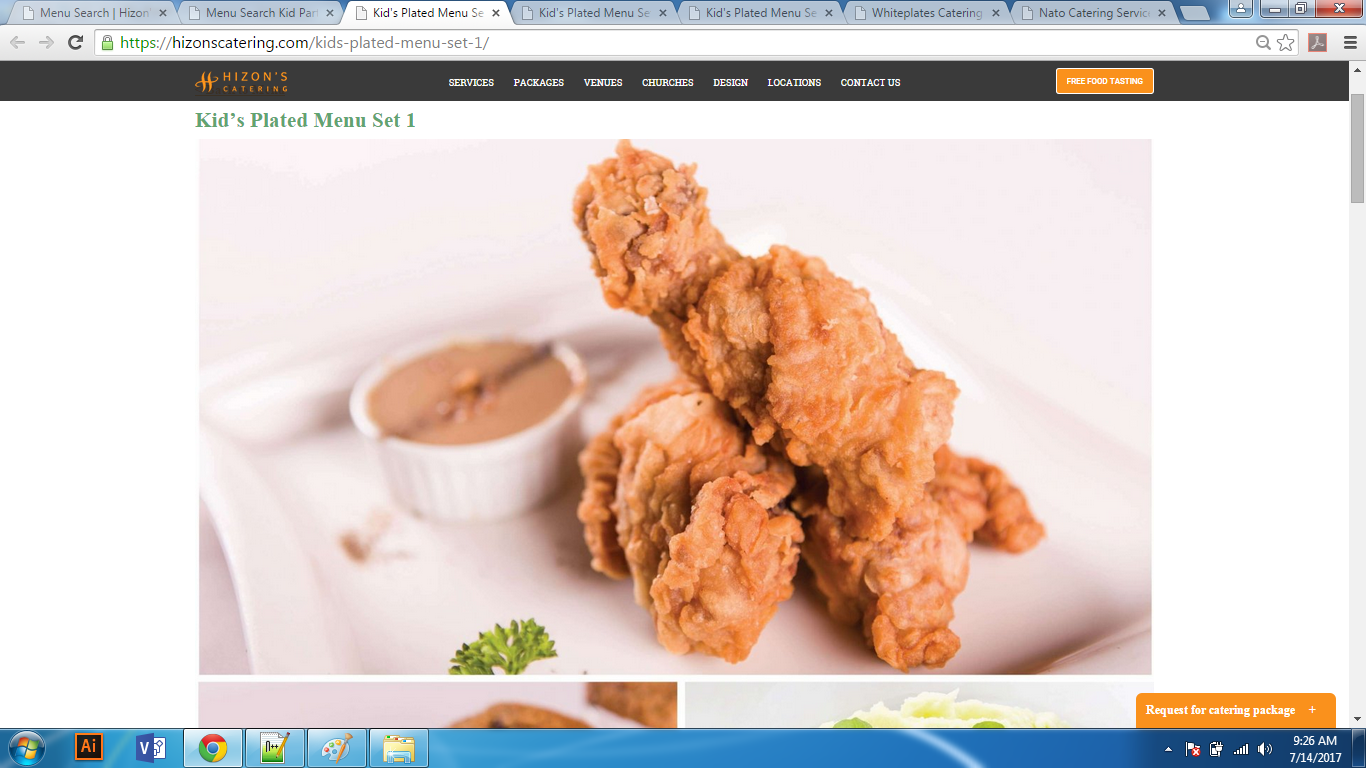 Menu Search | Hizon'
Menu Search Kid Part
Kid's Plated Menu Se
Kid's Plated Menu Se
Kid's Plated Menu Se
Whiteplates Catering
Nato Catering Service
https://hizonscatering.com/kids-plated-menu-set-1/
HIZON'S
CATERING
SERVICES
PACKAGES
VENUES
CHURCHES
DESIGN
LOCATIONS
CONTACT US
FREE FOOD TASTING
Kid’s Plated Menu Set 1
Request for catering package +
Ai
V
n++
9:26 AM
7/14/2017